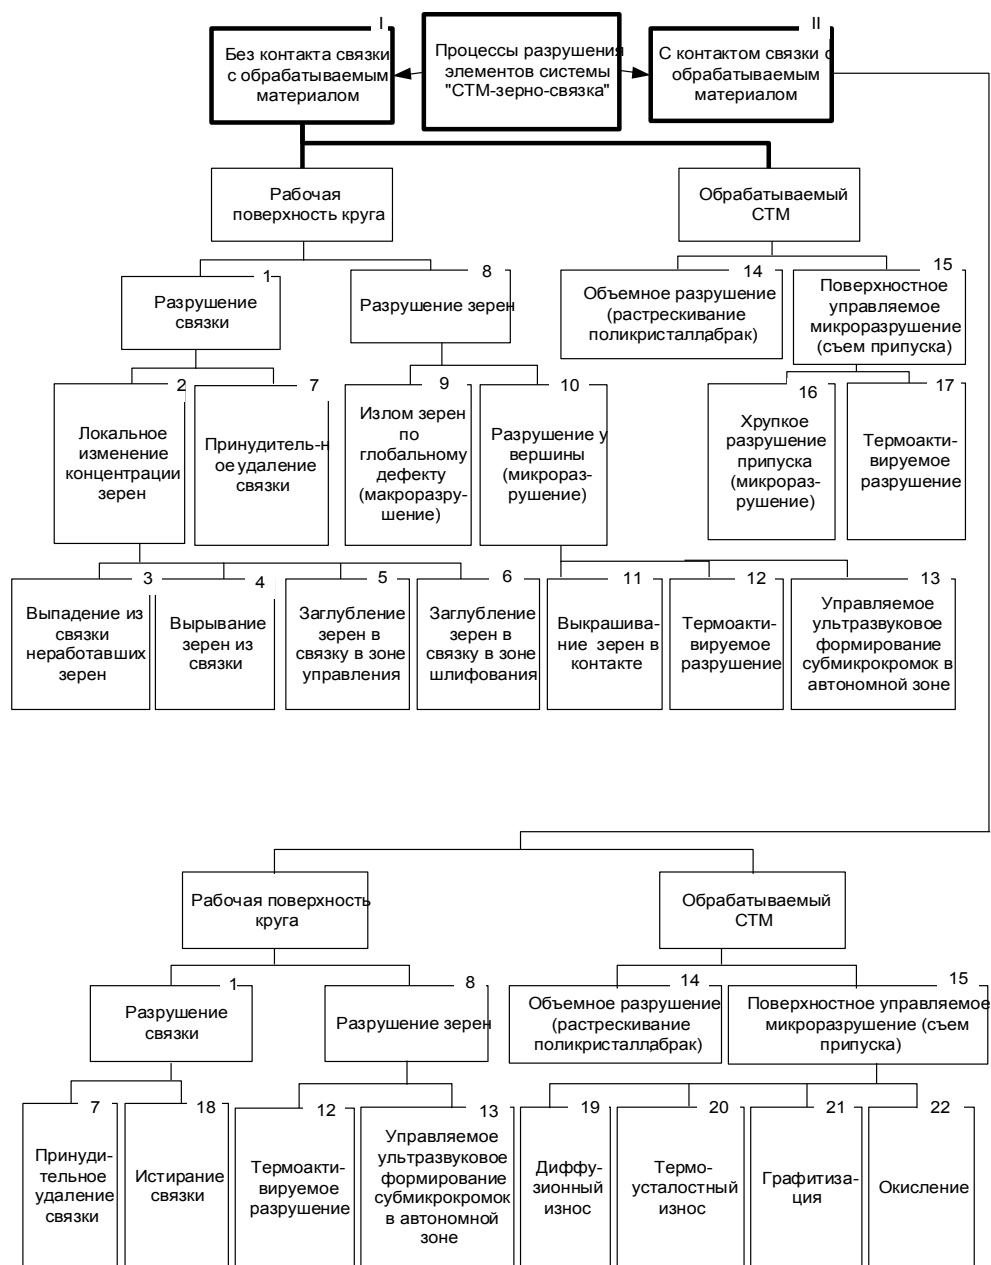 I
Без контакта связки
с обрабатываемым
материалом
Процессы разрушения
элементов системы
"СТМ-зерно-связка"
II
С контактом связки с
обрабатываемым
материалом
Рабочая
поверхность круга
Обрабатываемый
СТМ
1
Разрушение
связки
8
Разрушение зерен
14
Объемное разрушение
(растрескивание
поликристалла,брак)
15
Поверхностное
управляемое
микроразрушение
(съем припуска)
2
Локальное
изменение
концентрации
зерен
7
Принудитель-н
ое удаление
связки
9
Излом зерен
по
глобальному
дефекту
(макроразру-
шение)
10
Разрушение у
вершины
(микрораз-
рушение)
16
Хрупкое
разрушение
припуска
(микрораз-
рушение)
17
Термоакти-
вируемое
разрушение
3
Выпадение из
связки
неработавших
зерен
4
Вырывание
зерен из
связки
5
Заглубление
зерен в
связку в зоне
управления
6
Заглубление
зерен в
связку в зоне
шлифования
11
Выкрашива-
ние зерен в
контакте
12
Термоакти-
вируемое
разрушение
13
Управляемое
ультразвуковое
формирование
субмикрокромок в
автономной зоне
Рабочая поверхность
круга
Обрабатываемый
СТМ
1
Разрушение
связки
8
Разрушение зерен
14
Объемное разрушение
(растрескивание
поликристалла,брак)
15
Поверхностное управляемое
микроразрушение (съем
припуска)
7
Принуди-
тельное
удаление
связки
18
Истирание
связки
12
Термоакти-
вируемое
разрушение
13
Управляемое
ультразвуковое
формирование
субмикрокромок
в автономной
зоне
19
Диффу-
зионный
износ
20
Термо-
усталостный
износ
21
Графитиза-
ция
22
Окисление